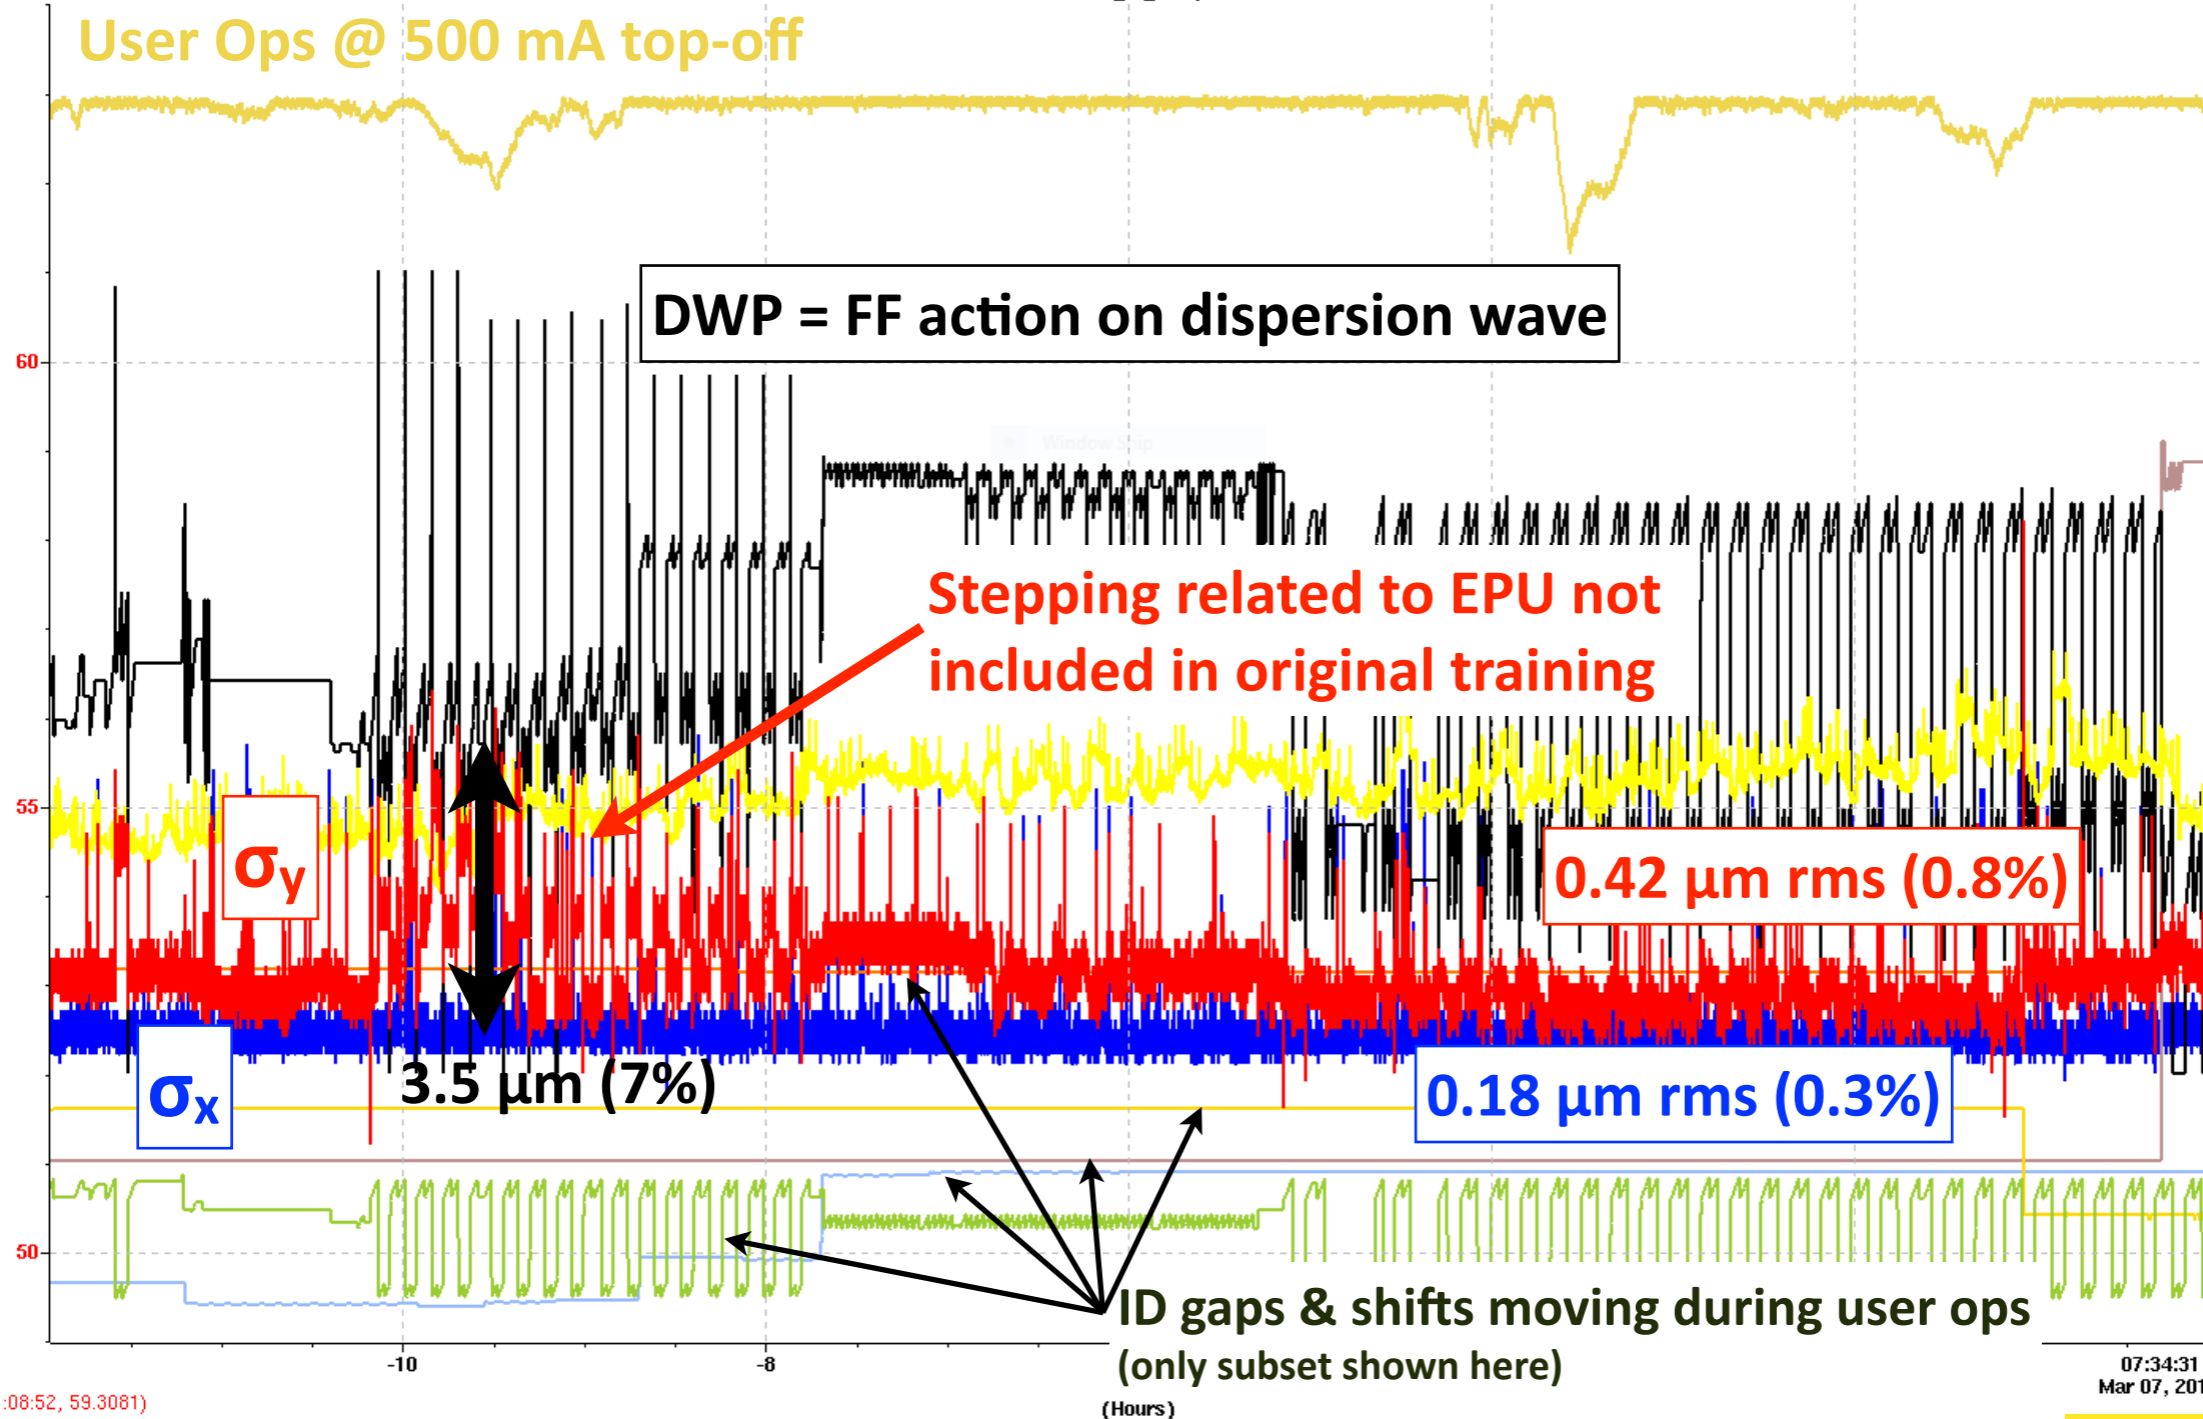 User Ops @ 500 mA top-off
DWP = FF action on dispersion wave
60
Window Snip
Stepping related to EPU not
included in original training
55
σy
0.42 µm rms (0.8%)
σx
3.5 µm (7%)
0.18 µm rms (0.3%)
50
ID gaps & shifts moving during user ops
(only subset shown here)
-10
-8
07:34:31
Mar 07, 201
:08:52, 59.3081)
(Hours)